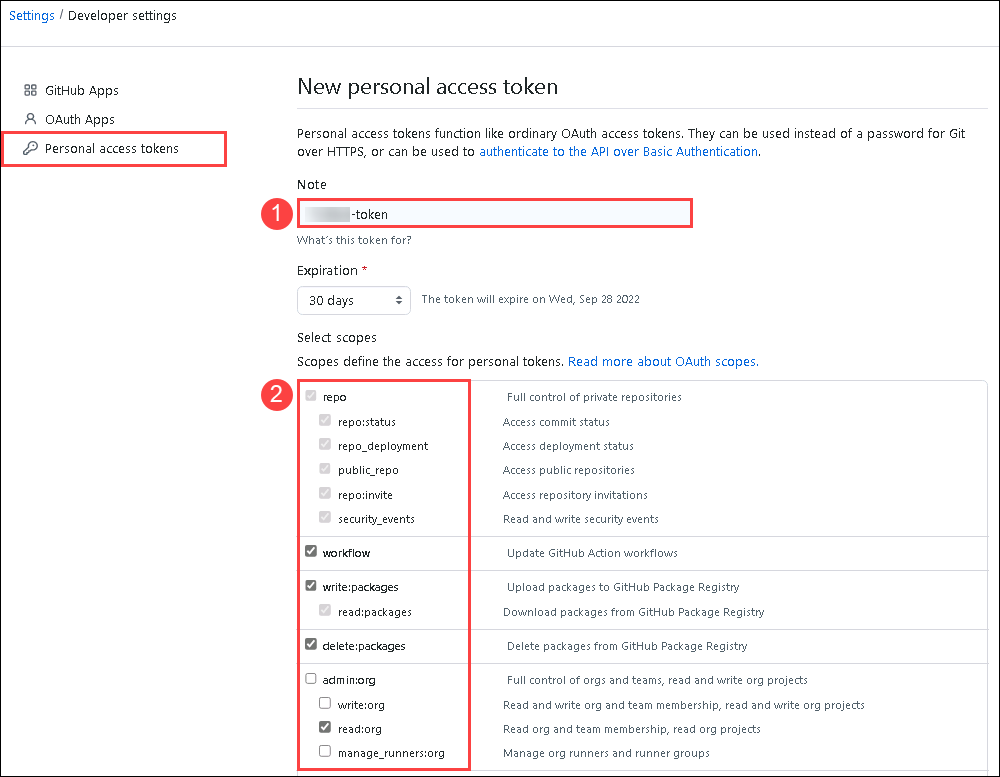 Settings / Developer settings
GitHub Apps
OAuth Apps
Personal access tokens
New personal access token
Personal access tokens function like ordinary OAuth access tokens. They can be used instead of a password for Git
over HTTPS, or can be used to authenticate to the API over Basic Authentication.
Note
1
-token
What's this token for?
Expiration *
30 days The token will expire on Wed, Sep 28 2022
Select scopes
Scopes define the access for personal tokens. Read more about OAuth scopes.
2
repo Full control of private repositories
repo:status Access commit status
repo_deployment Access deployment status
public_repo Access public repositories
repo:invite Access repository invitations
security_events Read and write security events
workflow Update GitHub Action workflows
write:packages Upload packages to GitHub Package Registry
read:packages Download packages from GitHub Package Registry
delete:packages Delete packages from GitHub Package Registry
admin:org Full control of orgs and teams, read and write org projects
write:org Read and write org and team membership, read and write org projects
read:org Read org and team membership, read org projects
manage_runners:org Manage org runners and runner groups